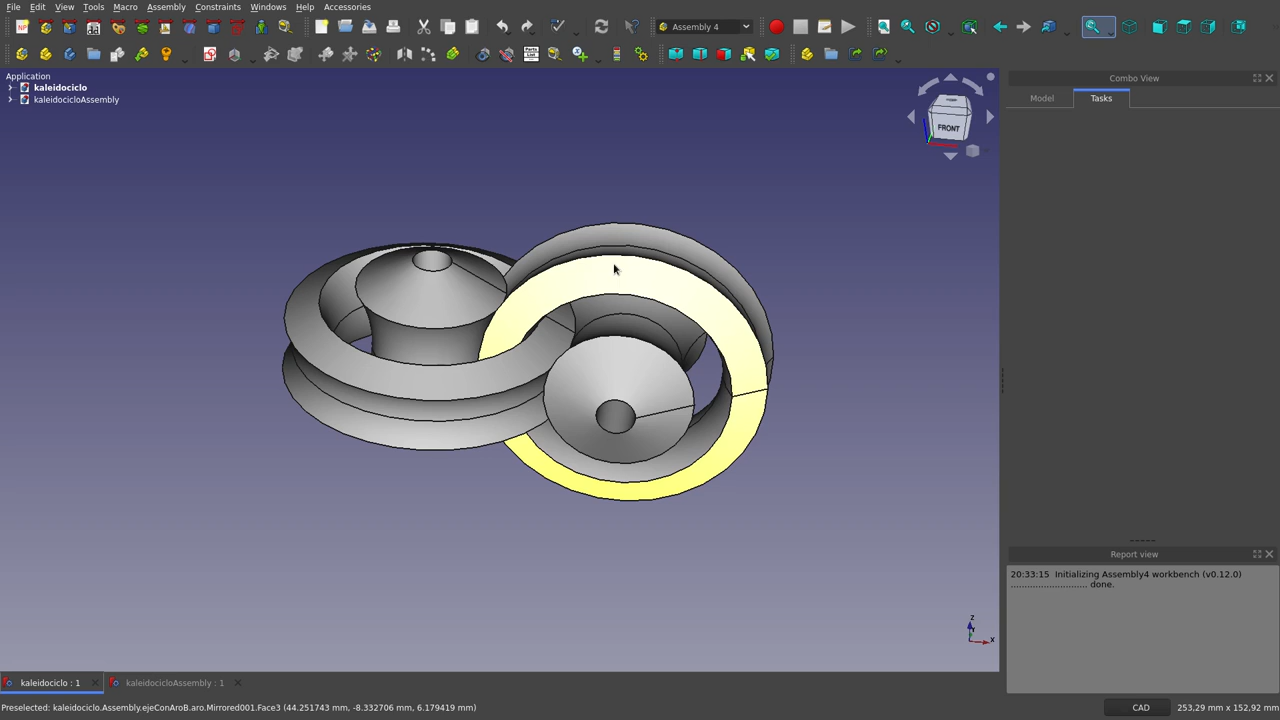 File Edit View Tools Macro Assembly Constraints Windows Help Accessories
Assembly 4
Application
kaleidociclo
kaleidocicloAssembly
FRONT
Z
Y
X
Combo View
Model Tasks
Report view
20:33:15 Initializing Assembly4 workbench (v0.12.0)
............................ done.
kaleidociclo : 1 kaleidocicloAssembly : 1
Preselected: kaleidociclo.Assembly.ejeConAroB.aro.Mirrored001.Face3 (44.251743 mm, -8.332706 mm, 6.179419 mm) CAD 253,29 mm x 152,92 mm